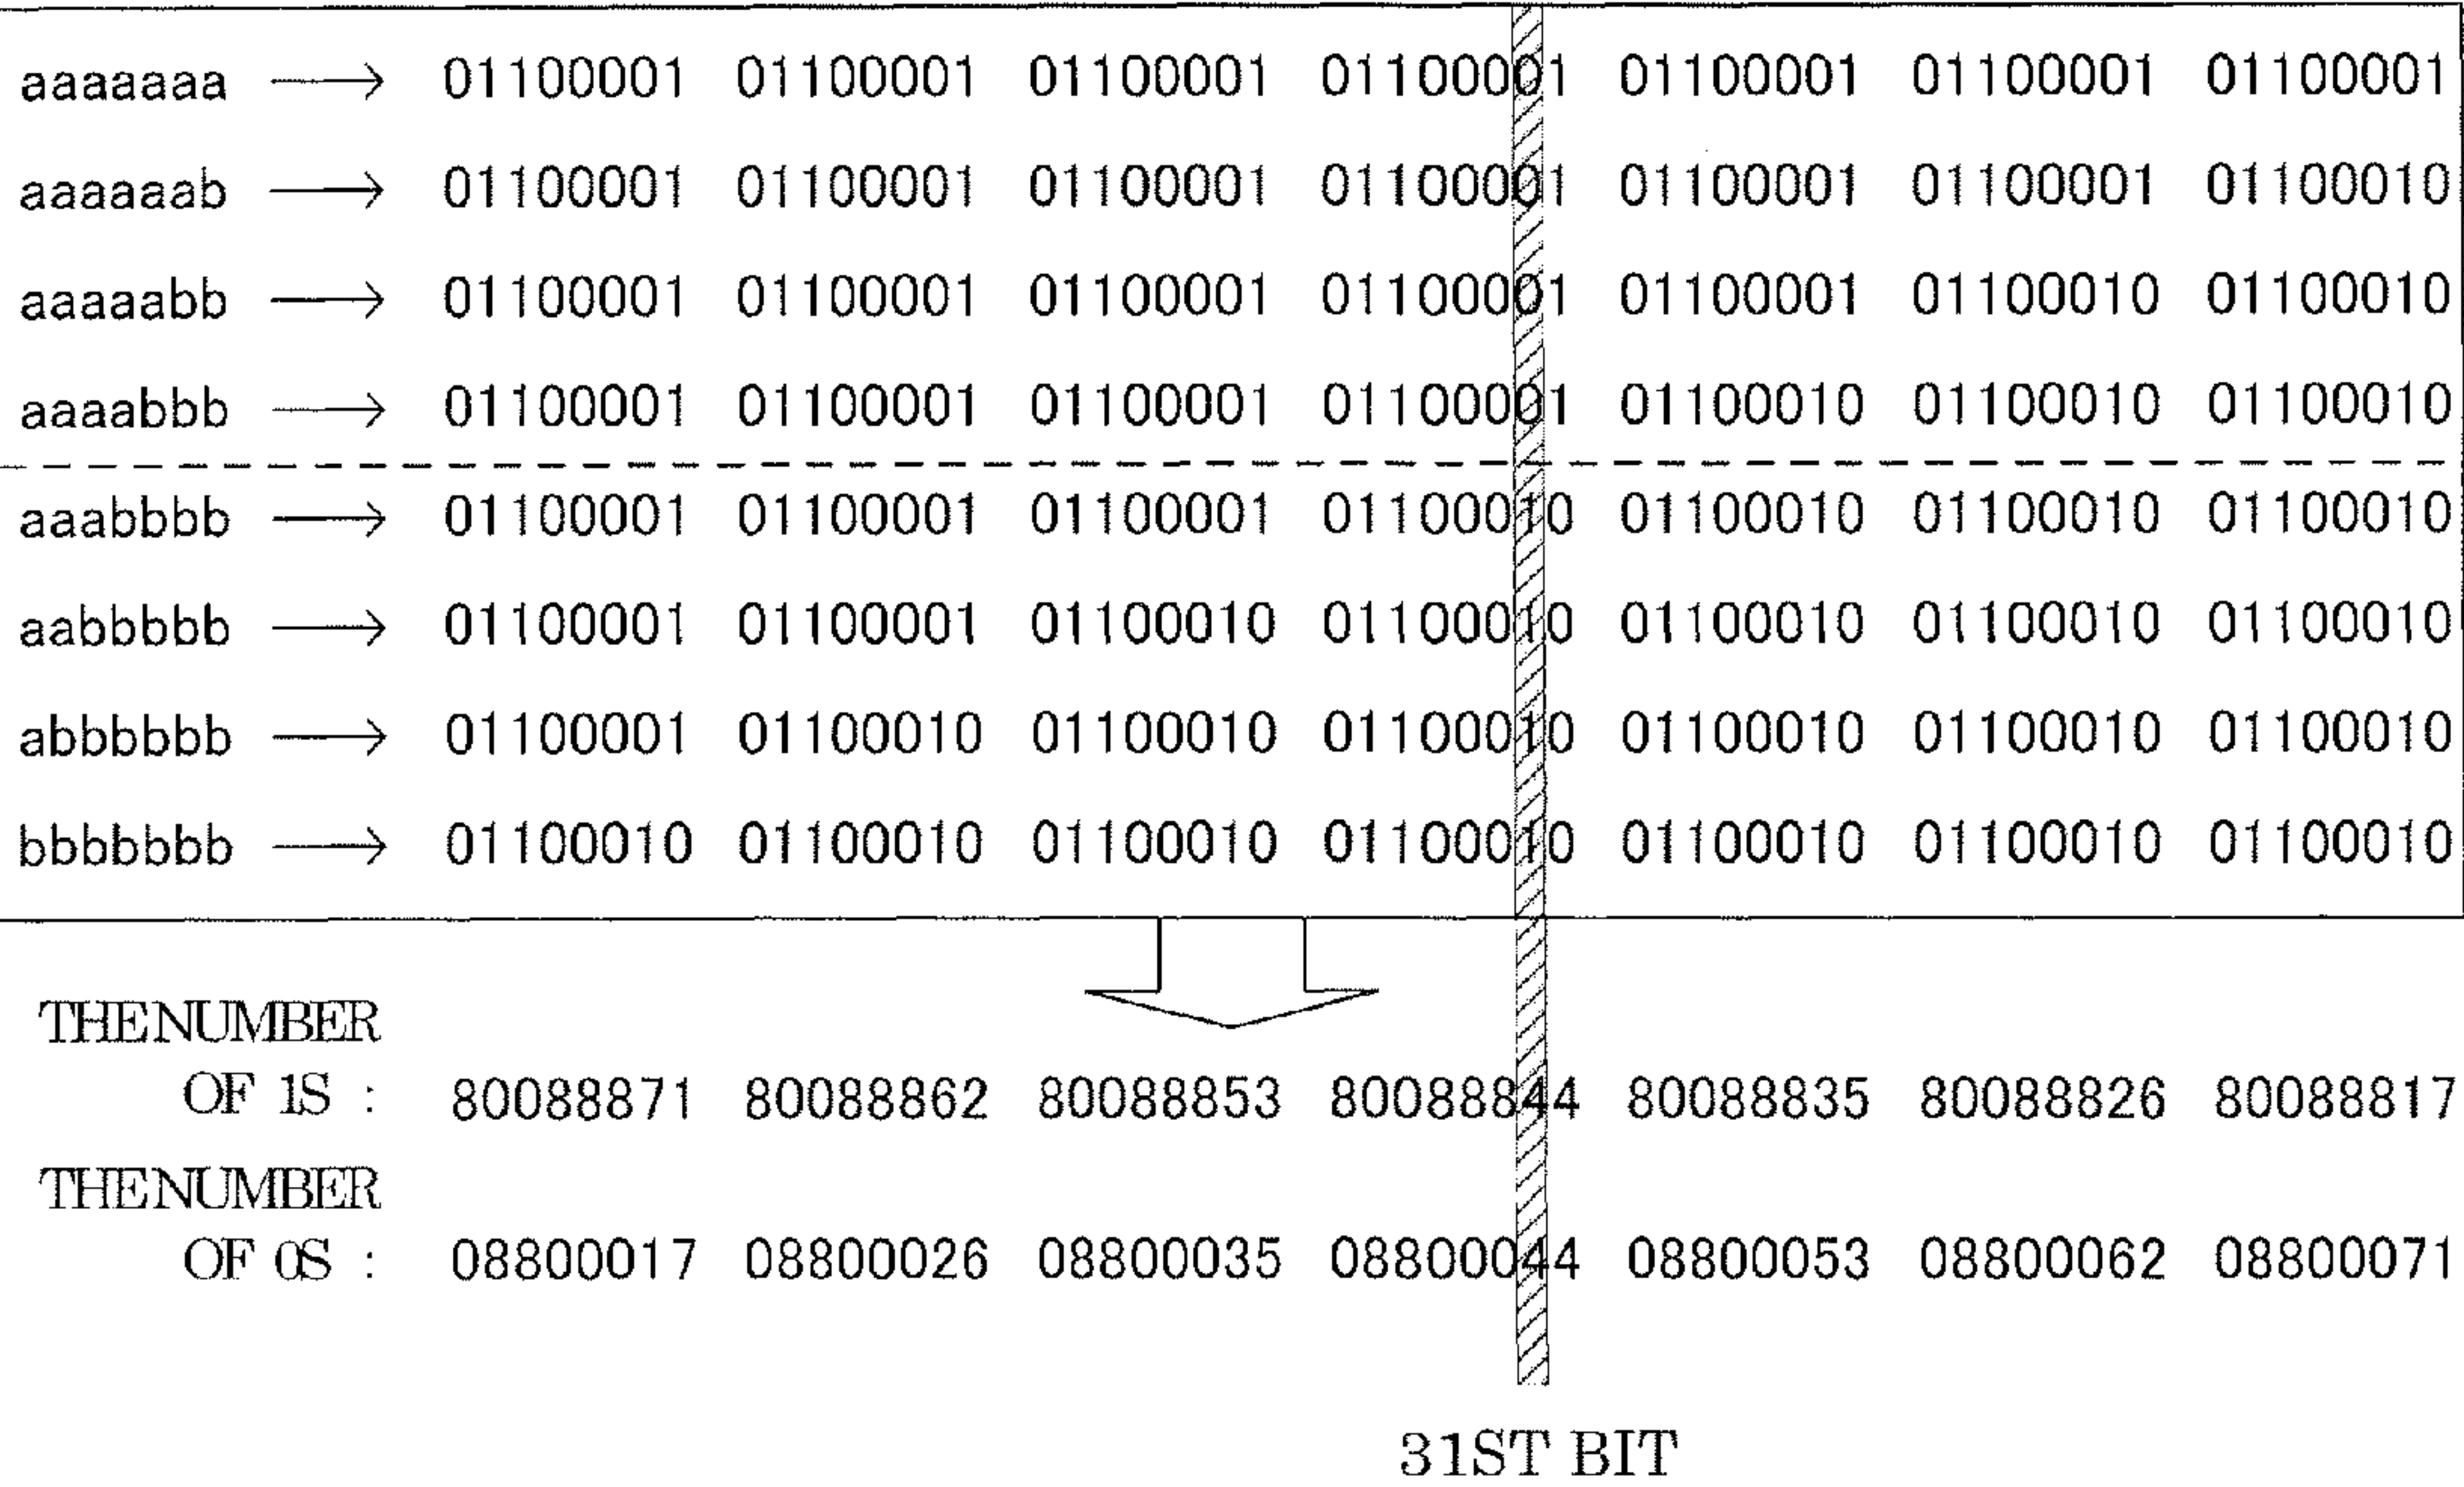 aaaaaaa → 01100001 01100001 01100001 01100001 01100001 01100001 01100001
aaaaaab → 01100001 01100001 01100001 01100001 01100001 01100001 01100010
aaaaabb → 01100001 01100001 01100001 01100001 01100001 01100010 01100010
aaaabbb → 01100001 01100001 01100001 01100001 01100010 01100010 01100010
aaabbbb → 01100001 01100001 01100001 01100010 01100010 01100010 01100010
aabbbbb → 01100001 01100001 01100010 01100010 01100010 01100010 01100010
abbbbbb → 01100001 01100010 01100010 01100010 01100010 01100010 01100010
bbbbbbb → 01100010 01100010 01100010 01100010 01100010 01100010 01100010
THE NUMBER
OF 1S : 80088871 80088862 80088853 80088844 80088835 80088826 80088817
THE NUMBER
OF 0S : 08800017 08800026 08800035 08800044 08800053 08800062 08800071
31ST BIT